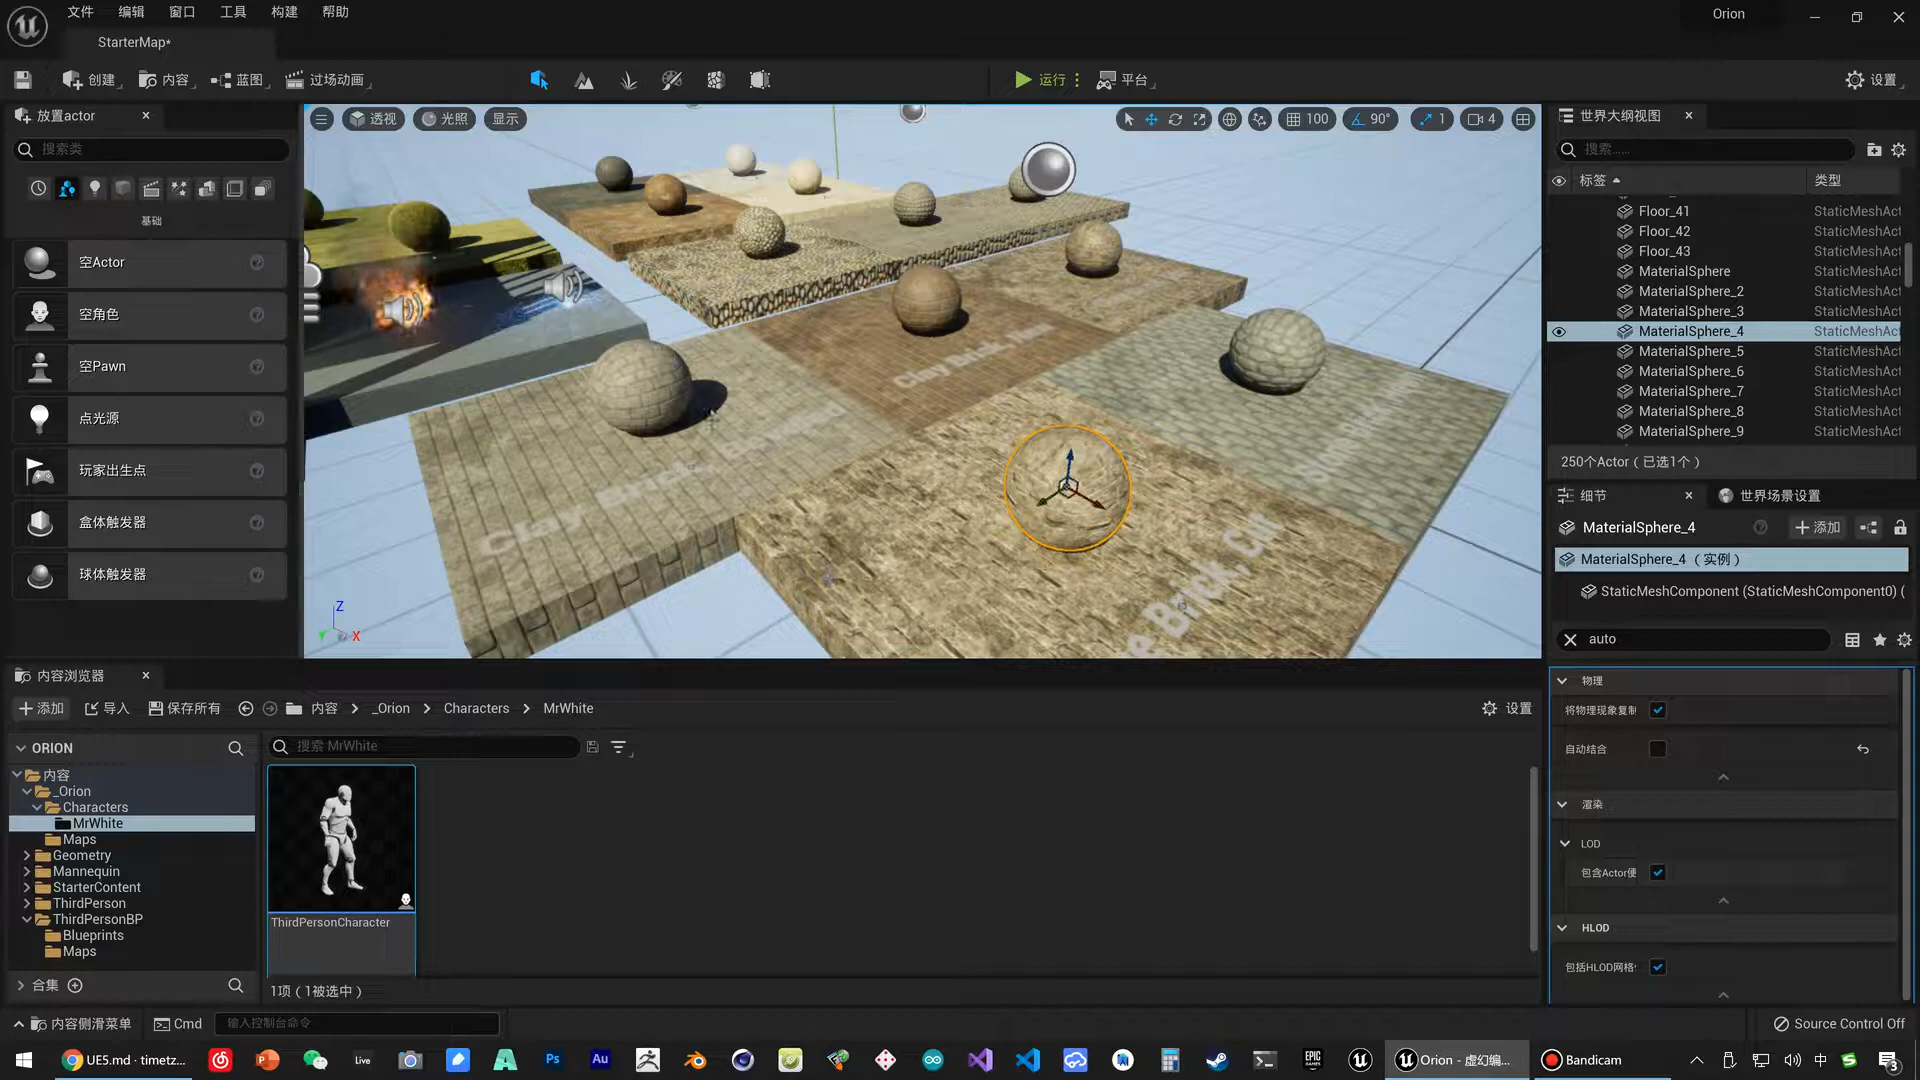 文件 编辑 窗口 工具 构建 帮助
Orion
StarterMap*
创建 内容 蓝图 过场动画
运行 平台
设置
放置actor
搜索类
基础
空Actor
空角色
空Pawn
点光源
玩家出生点
盒体触发器
球体触发器
透视 光照 显示
100 90° 1 4
Z
Y X
世界大纲视图
搜索......
标签 类型
Floor_41 StaticMeshAct
Floor_42 StaticMeshAct
Floor_43 StaticMeshAct
MaterialSphere StaticMeshAct
MaterialSphere_2 StaticMeshAct
MaterialSphere_3 StaticMeshAct
MaterialSphere_4 StaticMeshAct
MaterialSphere_5 StaticMeshAct
MaterialSphere_6 StaticMeshAct
MaterialSphere_7 StaticMeshAct
MaterialSphere_8 StaticMeshAct
MaterialSphere_9 StaticMeshAct
250个Actor（已选1个）
细节 世界场景设置
MaterialSphere_4 添加
MaterialSphere_4 （实例）
StaticMeshComponent (StaticMeshComponent0) (
auto
物理
将物理现象复制
自动结合
渲染
LOD
包含Actor便
HLOD
包括HLOD网格
内容浏览器
添加 导入 保存所有 内容 _Orion Characters MrWhite 设置
ORION
搜索 MrWhite
内容
_Orion
Characters
MrWhite
Maps
Geometry
Mannequin
StarterContent
ThirdPerson
ThirdPersonBP
Blueprints
Maps
ThirdPersonCharacter
合集
1项（1被选中）
内容侧滑菜单 Cmd 输入控制台命令
Source Control Off
UE5.md · timetz...
Live
Ps
Au
EPIC GAMES
Orion - 虚幻编...
Bandicam
中
3